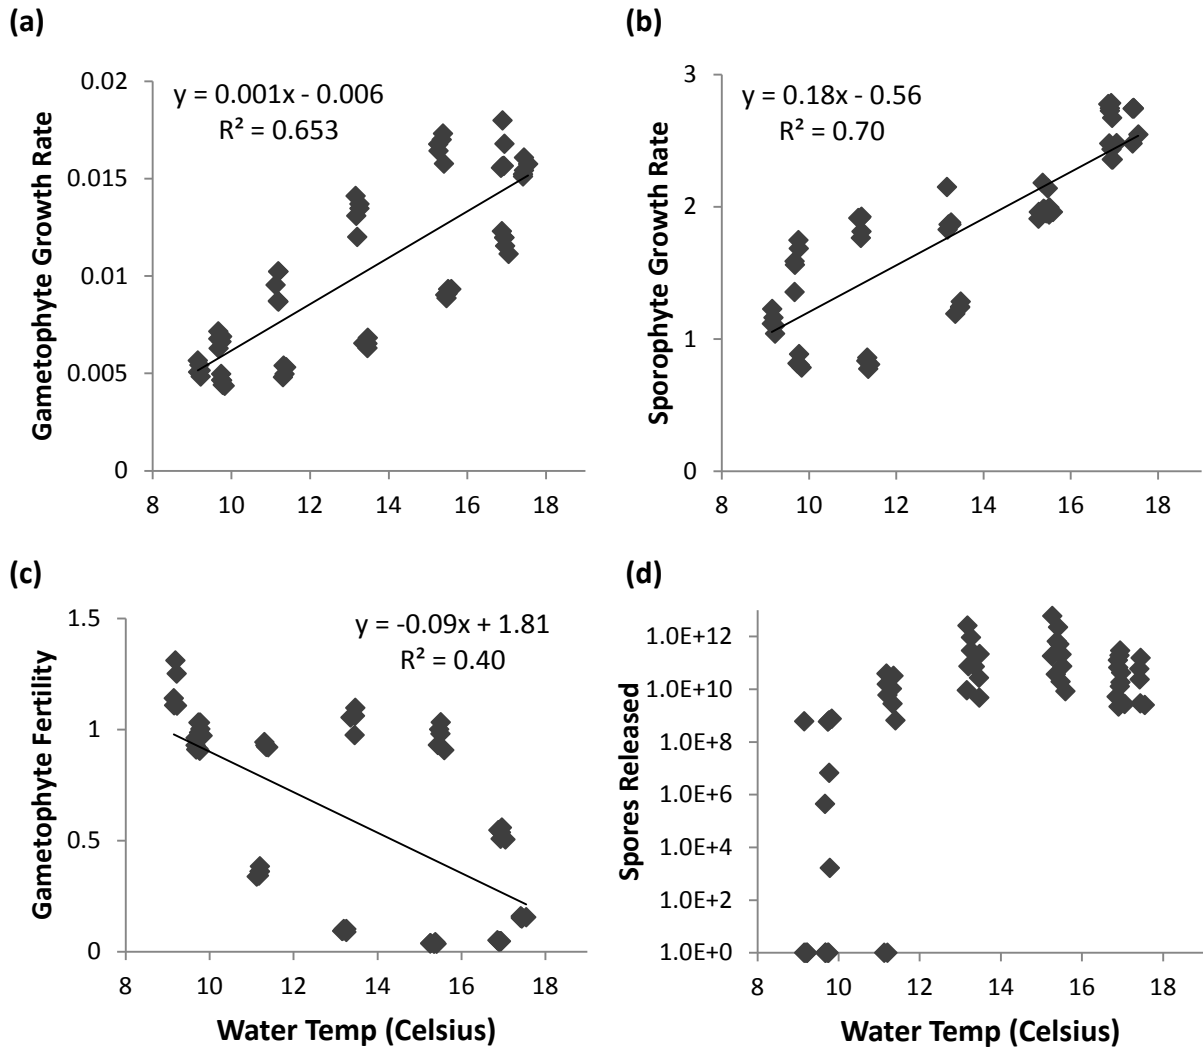 (a)
Gametophyte Growth Rate
0.02
0.015
0.01
0.005
0
y = 0.001x - 0.006
R² = 0.653
8 10 12 14 16 18
(b)
Sporophyte Growth Rate
3
2
1
0
y = 0.18x - 0.56
R² = 0.70
8 10 12 14 16 18
(c)
Gametophyte Fertility
1.5
1
0.5
0
y = -0.09x + 1.81
R² = 0.40
8 10 12 14 16 18
Water Temp (Celsius)
(d)
Spores Released
1.0E+12
1.0E+10
1.0E+8
1.0E+6
1.0E+4
1.0E+2
1.0E+0
8 10 12 14 16 18
Water Temp (Celsius)